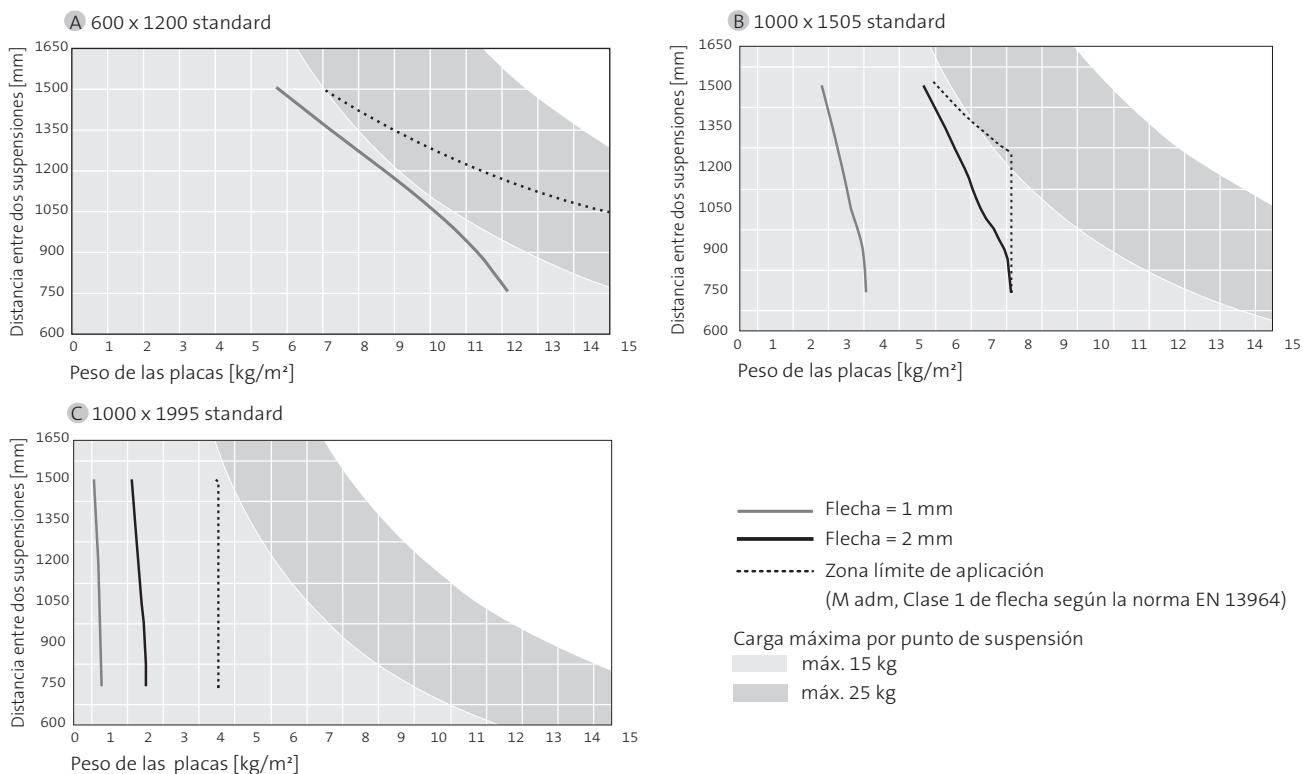 A 600 x 1200 standard
Distancia entre dos suspensiones [mm]
1650
1500
1350
1200
1050
900
750
600
0 1 2 3 4 5 6 7 8 9 10 11 12 13 14 15
Peso de las placas [kg/m²]
B 1000 x 1505 standard
Distancia entre dos suspensiones [mm]
1650
1500
1350
1200
1050
900
750
600
0 1 2 3 4 5 6 7 8 9 10 11 12 13 14 15
Peso de las placas [kg/m²]
C 1000 x 1995 standard
Distancia entre dos suspensiones [mm]
1650
1500
1350
1200
1050
900
750
600
0 1 2 3 4 5 6 7 8 9 10 11 12 13 14 15
Peso de las placas [kg/m²]
Flecha = 1 mm
Flecha = 2 mm
Zona límite de aplicación
(M adm, Clase 1 de flecha según la norma EN 13964)
Carga máxima por punto de suspensión
máx. 15 kg
máx. 25 kg